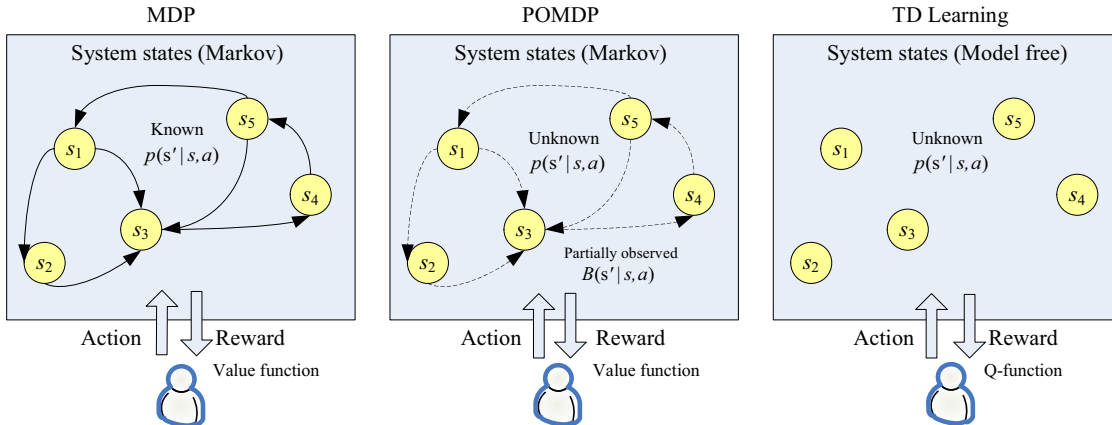 MDP
System states (Markov)
s5
Known
p(s′ | s,a)
s1
s4
s3
s2
Action
Reward
Value function
POMDP
System states (Markov)
s5
Unknown
p(s′ | s,a)
s1
s4
s3
Partially observed
B(s′ | s,a)
s2
Action
Reward
Value function
TD Learning
System states (Model free)
s5
Unknown
p(s′ | s,a)
s1
s4
s3
s2
Action
Reward
Q-function